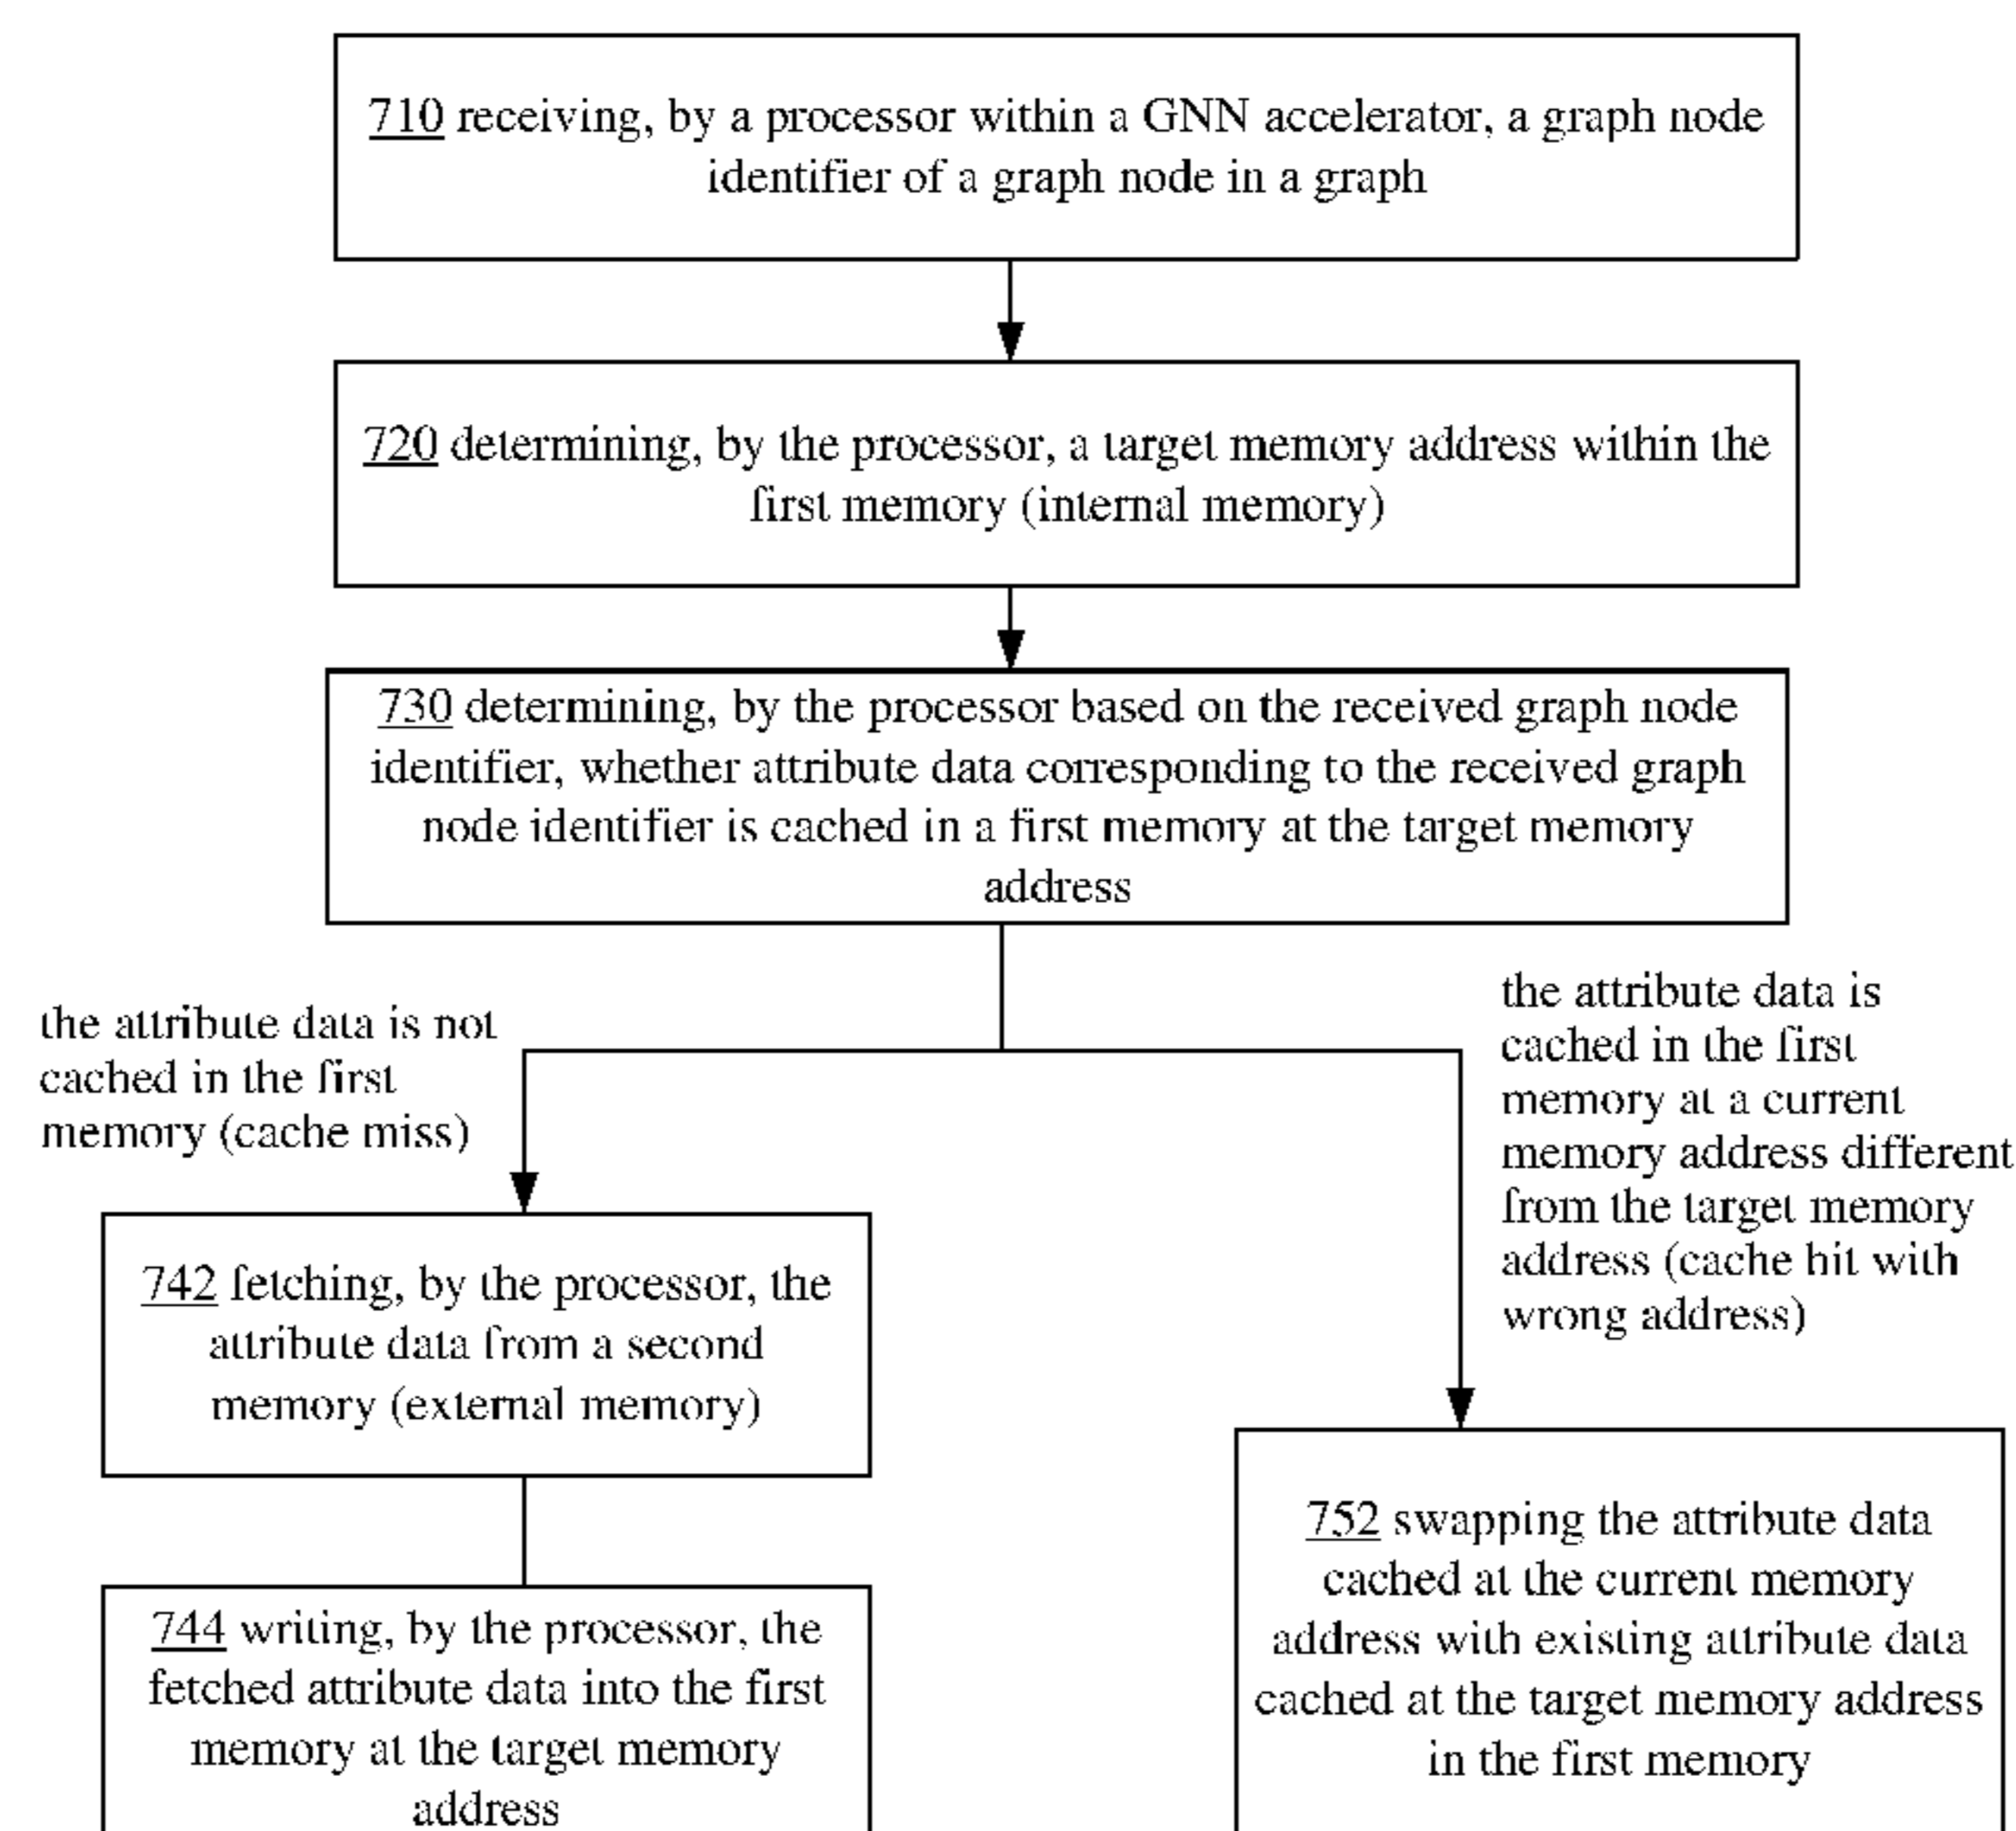 710 receiving, by a processor within a GNN accelerator, a graph node
identifier of a graph node in a graph
720 determining, by the processor, a target memory address within the
first memory (internal memory)
730 determining, by the processor based on the received graph node
identifier, whether attribute data corresponding to the received graph
node identifier is cached in a first memory at the target memory
address
the attribute data is not
cached in the first
memory (cache miss)
the attribute data is
cached in the first
memory at a current
memory address different
from the target memory
address (cache hit with
wrong address)
742 fetching, by the processor, the
attribute data from a second
memory (external memory)
744 writing, by the processor, the
fetched attribute data into the first
memory at the target memory
address
752 swapping the attribute data
cached at the current memory
address with existing attribute data
cached at the target memory address
in the first memory